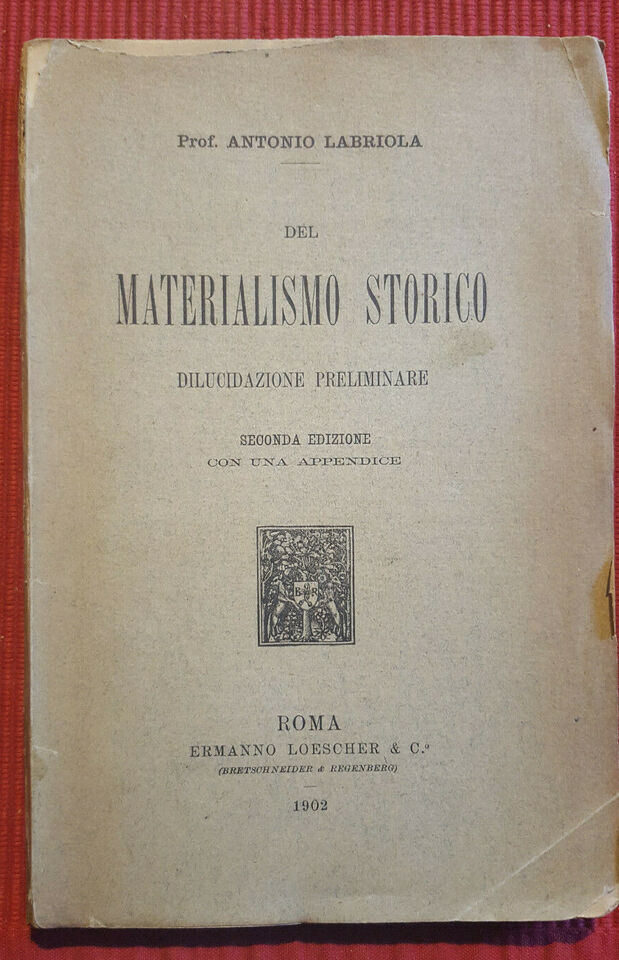 Prof. ANTONIO LABRIOLA
DEL
MATERIALISMO STORICO
DILUCIDAZIONE PRELIMINARE
SECONDA EDIZIONE
CON UNA APPENDICE
B R
ROMA
ERMANNO LOESCHER & C.º
(BRETSCHNEIDER & REGENBERG)
1902